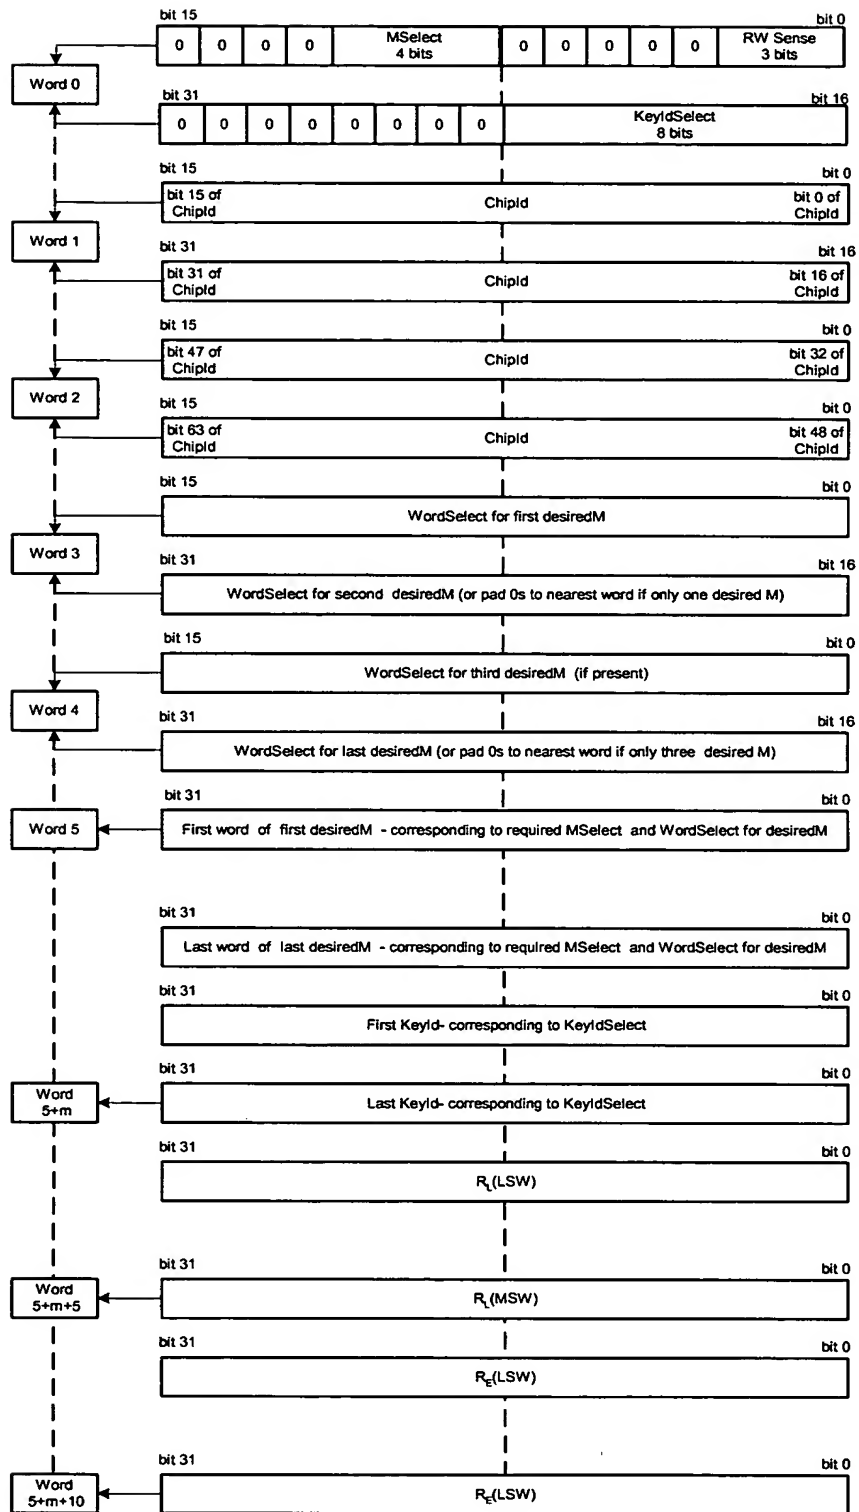 bit 15 bit 0
0 0 0 0 MSelect 0 0 0 0 0 RW Sense
4 bits 3 bits
Word 0
bit 31 bit 16
0 0 0 0 0 0 0 0 KeyIdSelect
8 bits
bit 15 bit 0
bit 15 of ChipId bit 0 of
ChipId ChipId
Word 1
bit 31 bit 16
bit 31 of ChipId bit 16 of
ChipId ChipId
bit 15 bit 0
bit 47 of ChipId bit 32 of
ChipId ChipId
Word 2
bit 15 bit 0
bit 63 of ChipId bit 48 of
ChipId ChipId
bit 15 bit 0
WordSelect for first desiredM
Word 3
bit 31 bit 16
WordSelect for second desiredM (or pad 0s to nearest word if only one desired M)
bit 15 bit 0
WordSelect for third desiredM (if present)
Word 4
bit 31 bit 16
WordSelect for last desiredM (or pad 0s to nearest word if only three desired M)
bit 31 bit 0
Word 5 First word of first desiredM - corresponding to required MSelect and WordSelect for desiredM
bit 31 bit 0
Last word of last desiredM - corresponding to required MSelect and WordSelect for desiredM
bit 31 bit 0
First KeyId- corresponding to KeyIdSelect
bit 31 bit 0
Word
5+m Last KeyId- corresponding to KeyIdSelect
bit 31 bit 0
R_L(LSW)
bit 31 bit 0
Word
5+m+5 R_L(MSW)
bit 31 bit 0
R_E(LSW)
bit 31 bit 0
Word
5+m+10 R_E(LSW)